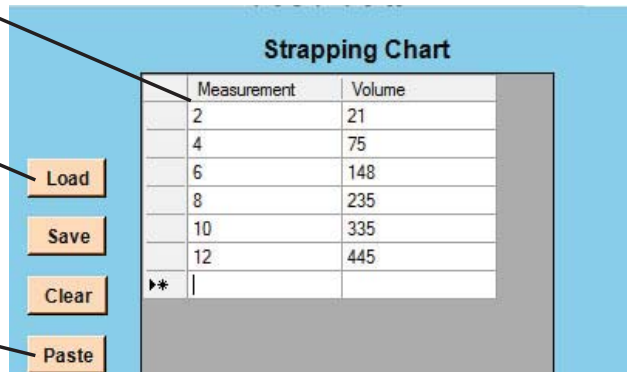 Strapping Chart
Measurement Volume
2 21
4 75
6 148
8 235
10 335
12 445
Load
Save
Clear
Paste